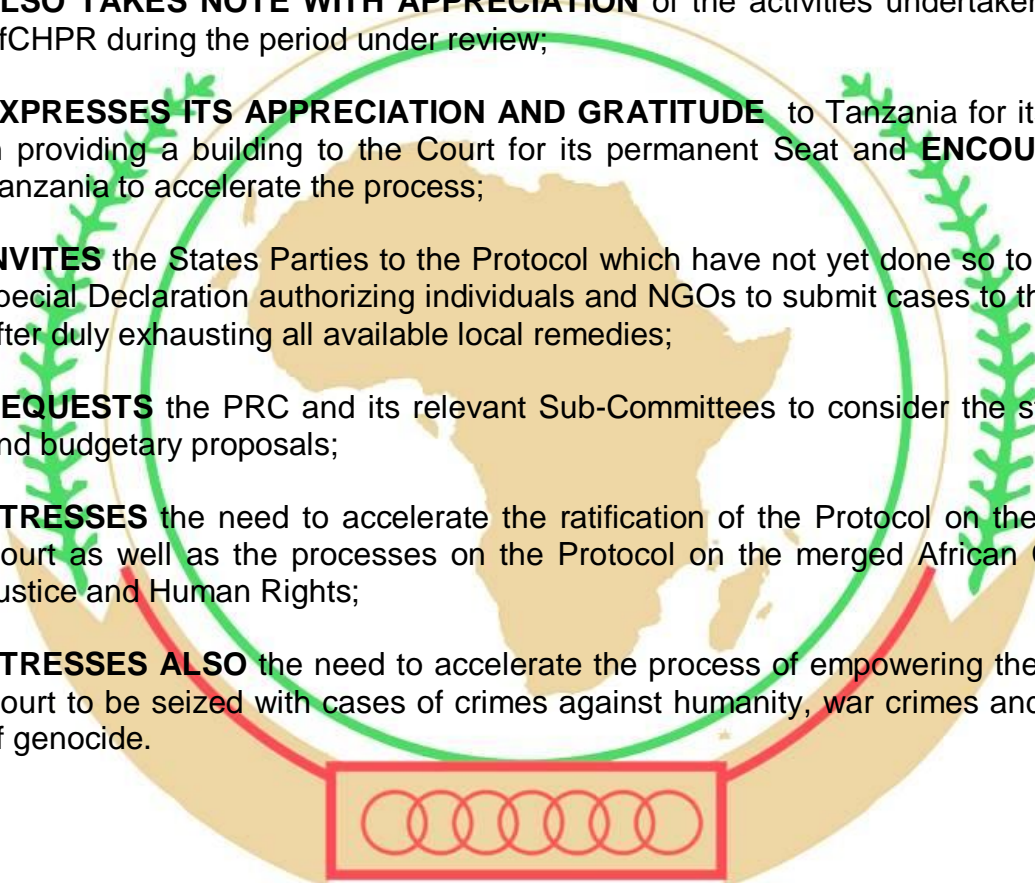 LSO TAKES NOTE WITH APPRECIATION of the activities undertaken
fCHPR during the period under review;
XPRESSES ITS APPRECIATION AND GRATITUDE to Tanzania for it
n providing a building to the Court for its permanent Seat and ENCOU
anzania to accelerate the process;
NVITES the States Parties to the Protocol which have not yet done so to
pecial Declaration authorizing individuals and NGOs to submit cases to th
fter duly exhausting all available local remedies;
EQUESTS the PRC and its relevant Sub-Committees to consider the s
nd budgetary proposals;
TRESSES the need to accelerate the ratification of the Protocol on the
ourt as well as the processes on the Protocol on the merged African
ustice and Human Rights;
TRESSES ALSO the need to accelerate the process of empowering the
ourt to be seized with cases of crimes against humanity, war crimes and
f genocide.